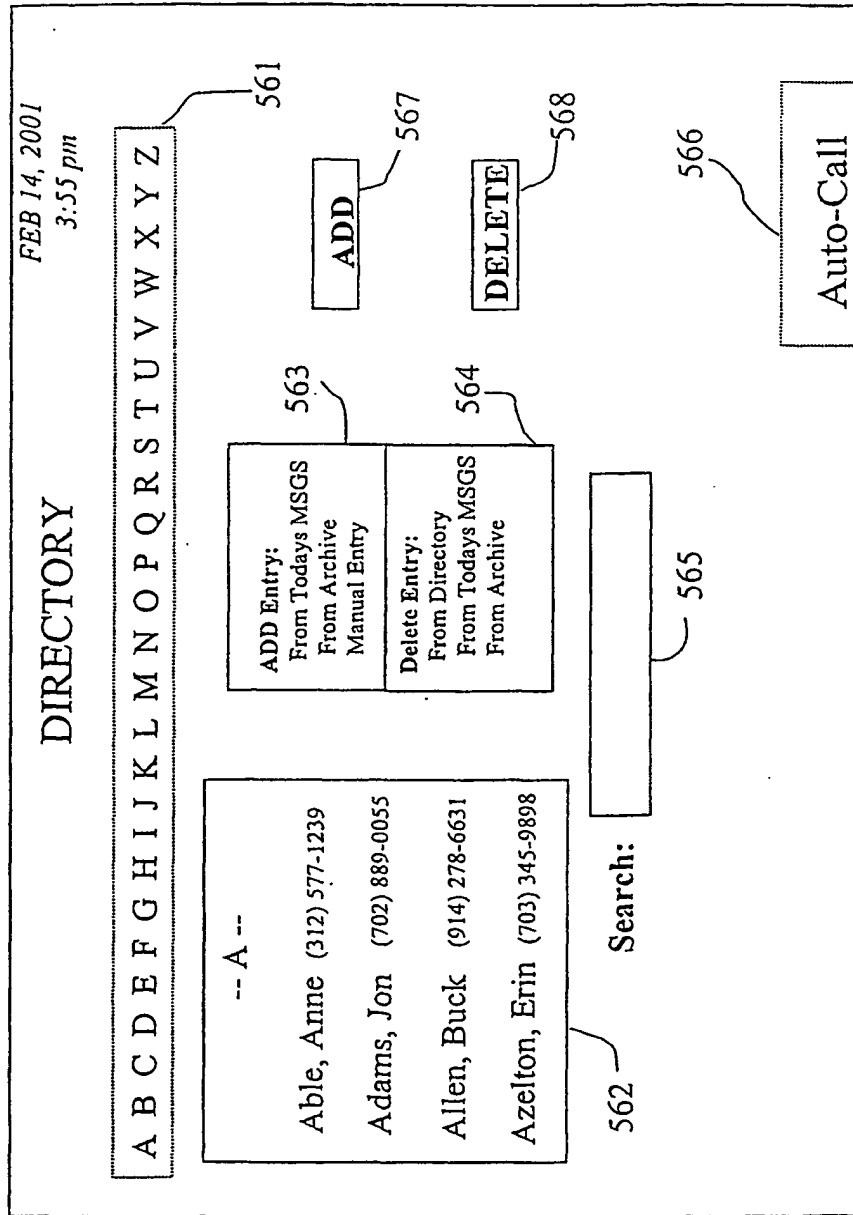 FEB 14, 2001
3:55 pm
DIRECTORY
A B C D E F G H I J K L M N O P Q R S T U V W X Y Z
561
-- A --
Able, Anne (312) 577-1239
Adams, Jon (702) 889-0055
Allen, Buck (914) 278-6631
Azelton, Erin (703) 345-9898
562
ADD Entry:
From Todays MSGS
From Archive
Manual Entry
563
Delete Entry:
From Directory
From Todays MSGS
From Archive
564
ADD
567
DELETE
568
Search:
565
Auto-Call
566